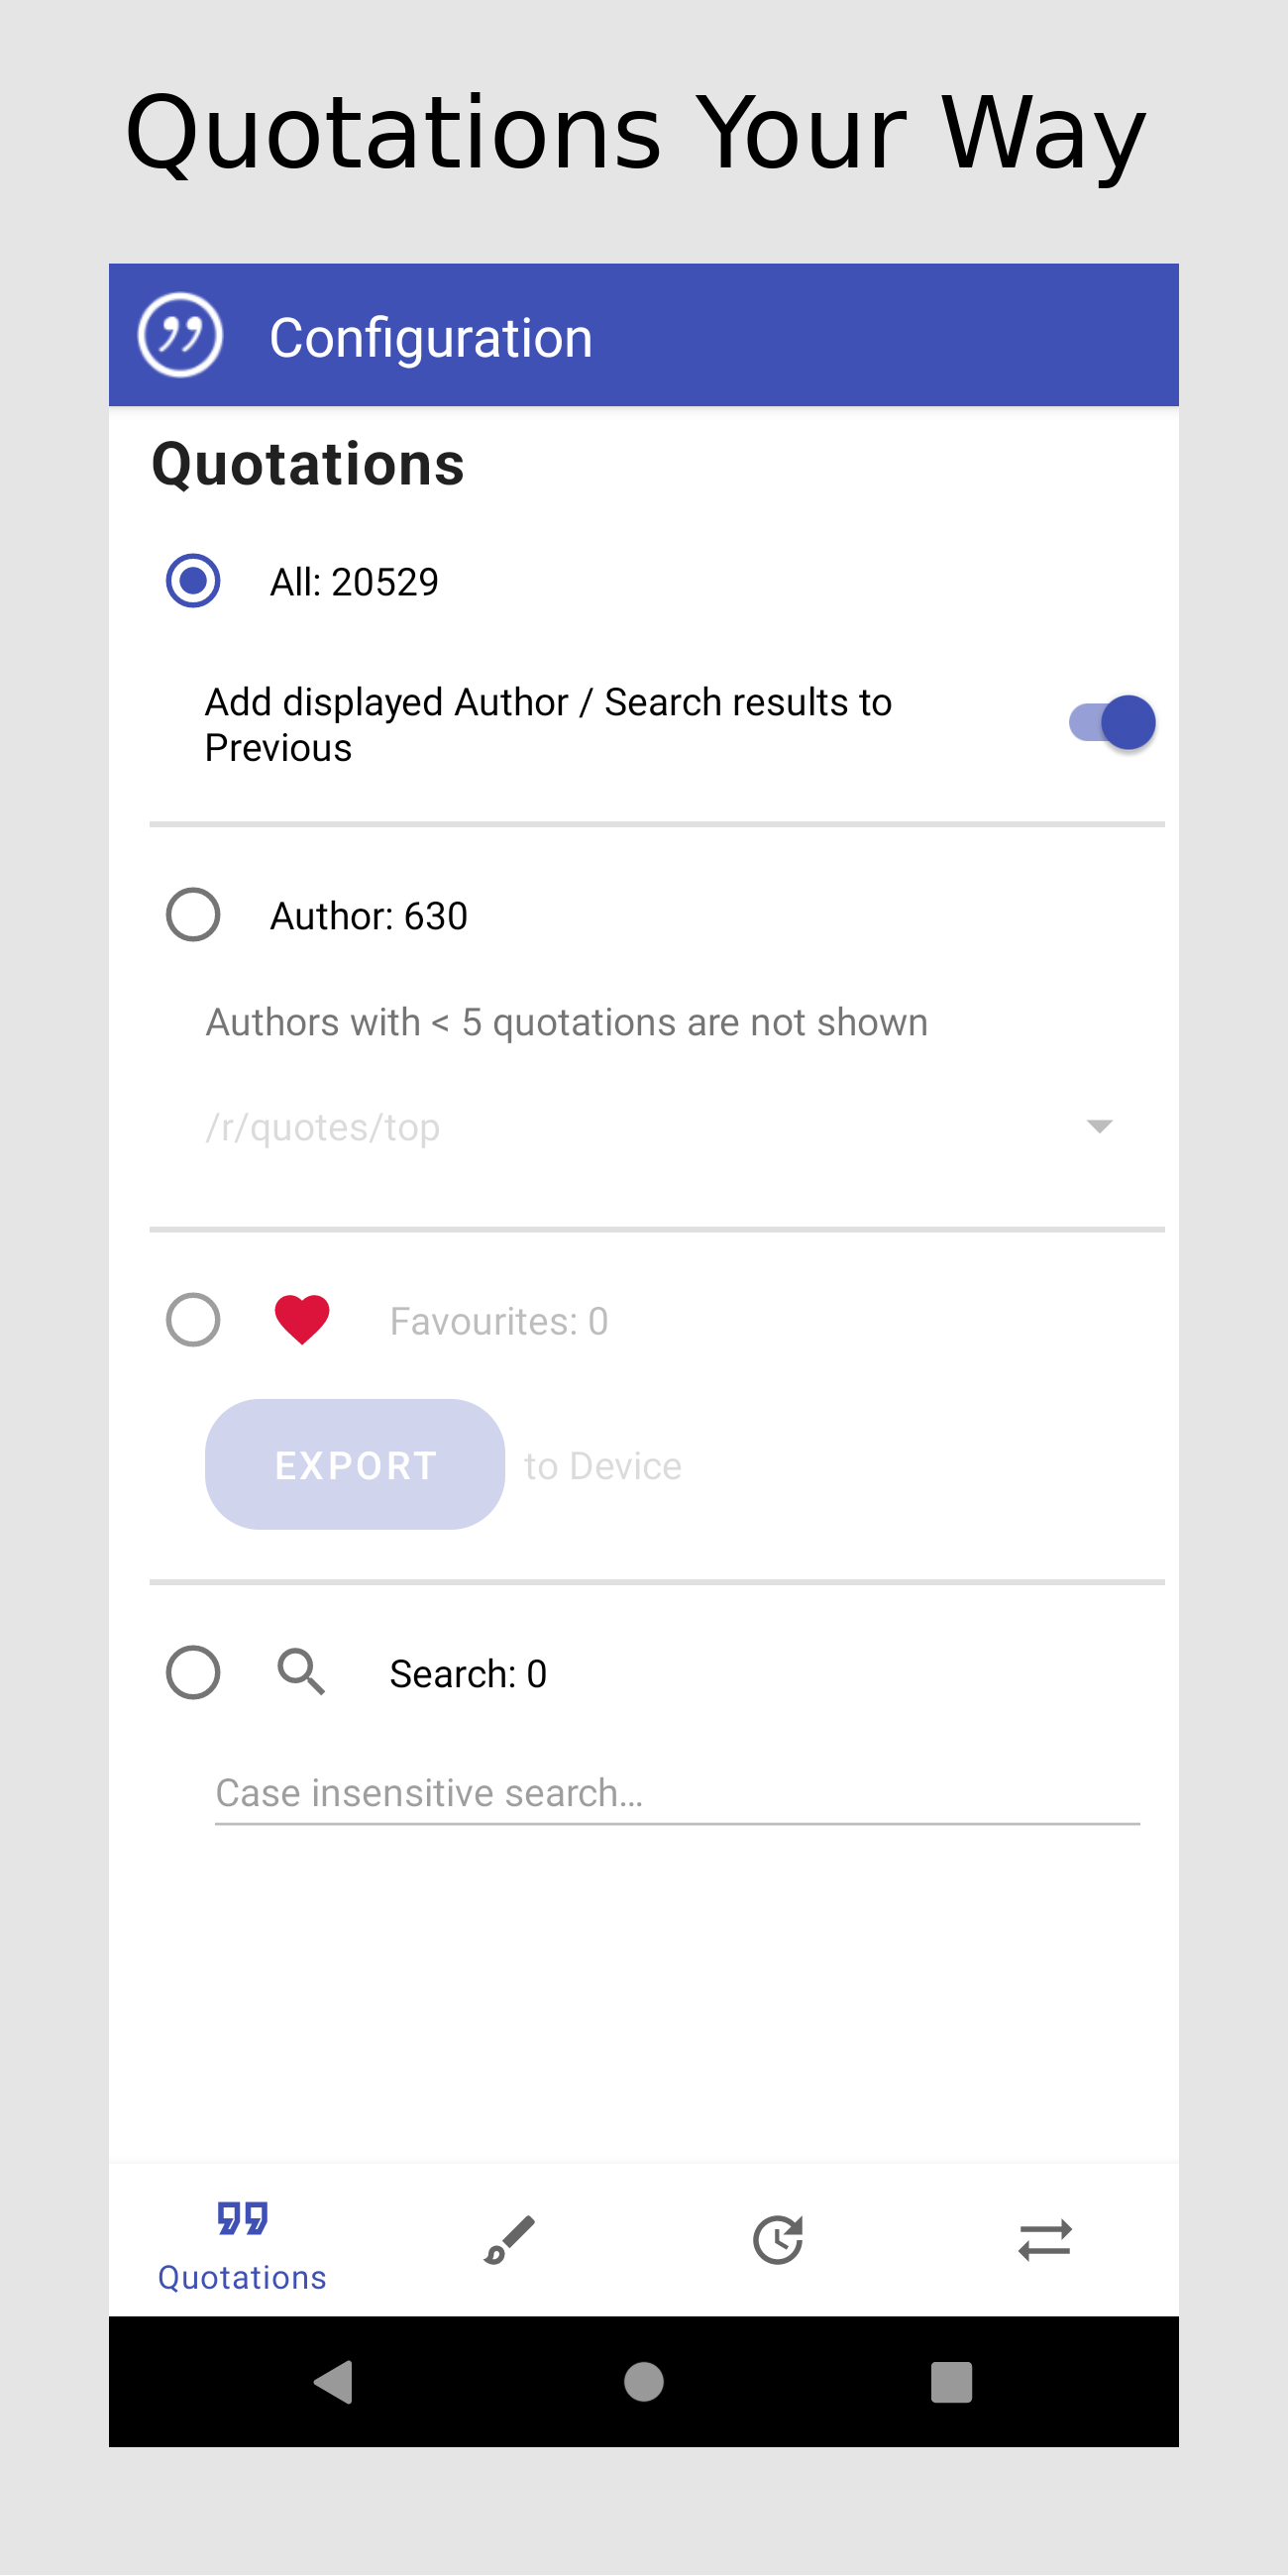 Quotations Your Way
Configuration
Quotations
All: 20529
Add displayed Author / Search results to
Previous
Author: 630
Authors with < 5 quotations are not shown
/r/quotes/top
Favourites: 0
EXPORT to Device
Search: 0
Case insensitive search...
Quotations